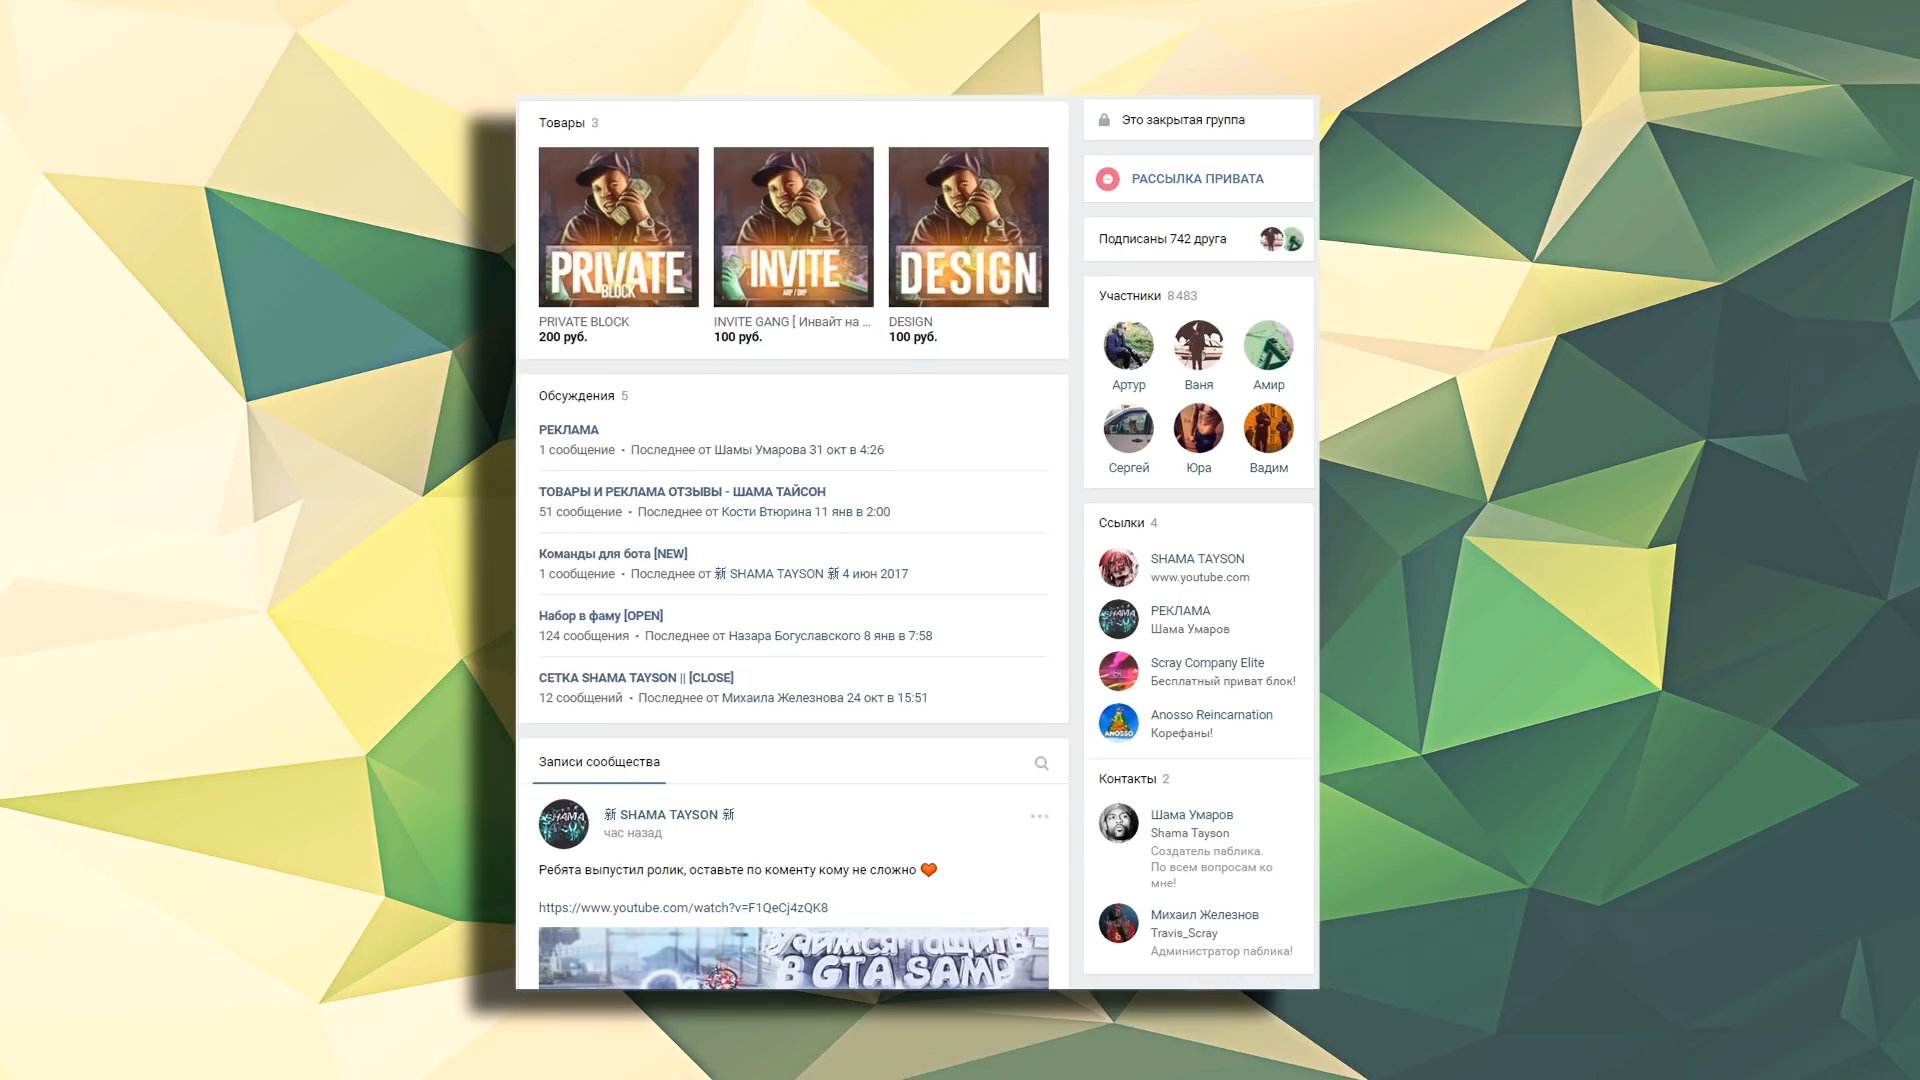 Товары 3
PRIVATE
BLOCK
INVITE
DESIGN
PRIVATE BLOCK
200 руб.
INVITE GANG [ Инвайт на ...
100 руб.
DESIGN
100 руб.
Обсуждения 5
РЕКЛАМА
1 сообщение • Последнее от Шамы Умарова 31 окт в 4:26
ТОВАРЫ И РЕКЛАМА ОТЗЫВЫ - ШАМА ТАЙСОН
51 сообщение • Последнее от Кости Втюрина 11 янв в 2:00
Команды для бота [NEW]
1 сообщение • Последнее от 新 SHAMA TAYSON 新 4 июн 2017
Набор в фаму [OPEN]
124 сообщения • Последнее от Назара Богуславского 8 янв в 7:58
СЕТКА SHAMA TAYSON || [CLOSE]
12 сообщений • Последнее от Михаила Железнова 24 окт в 15:51
Записи сообщества
SHAMA
新 SHAMA TAYSON 新
час назад
Ребята выпустил ролик, оставьте по коменту кому не сложно
https://www.youtube.com/watch?v=F1QeCj4zQK8
УЧИМСЯ ТАЩИТЬ
В GTA SAMP
Это закрытая группа
РАССЫЛКА ПРИВАТА
Подписаны 742 друга
Участники 8 483
Артур
Ваня
Амир
Сергей
Юра
Вадим
Ссылки 4
SHAMA TAYSON
www.youtube.com
SHAMA
РЕКЛАМА
Шама Умаров
Scray Company Elite
Бесплатный приват блок!
ANOSSO
Anosso Reincarnation
Корефаны!
Контакты 2
Шама Умаров
Shama Tayson
Создатель паблика.
По всем вопросам ко
мне!
Михаил Железнов
Travis_Scray
Администратор паблика!